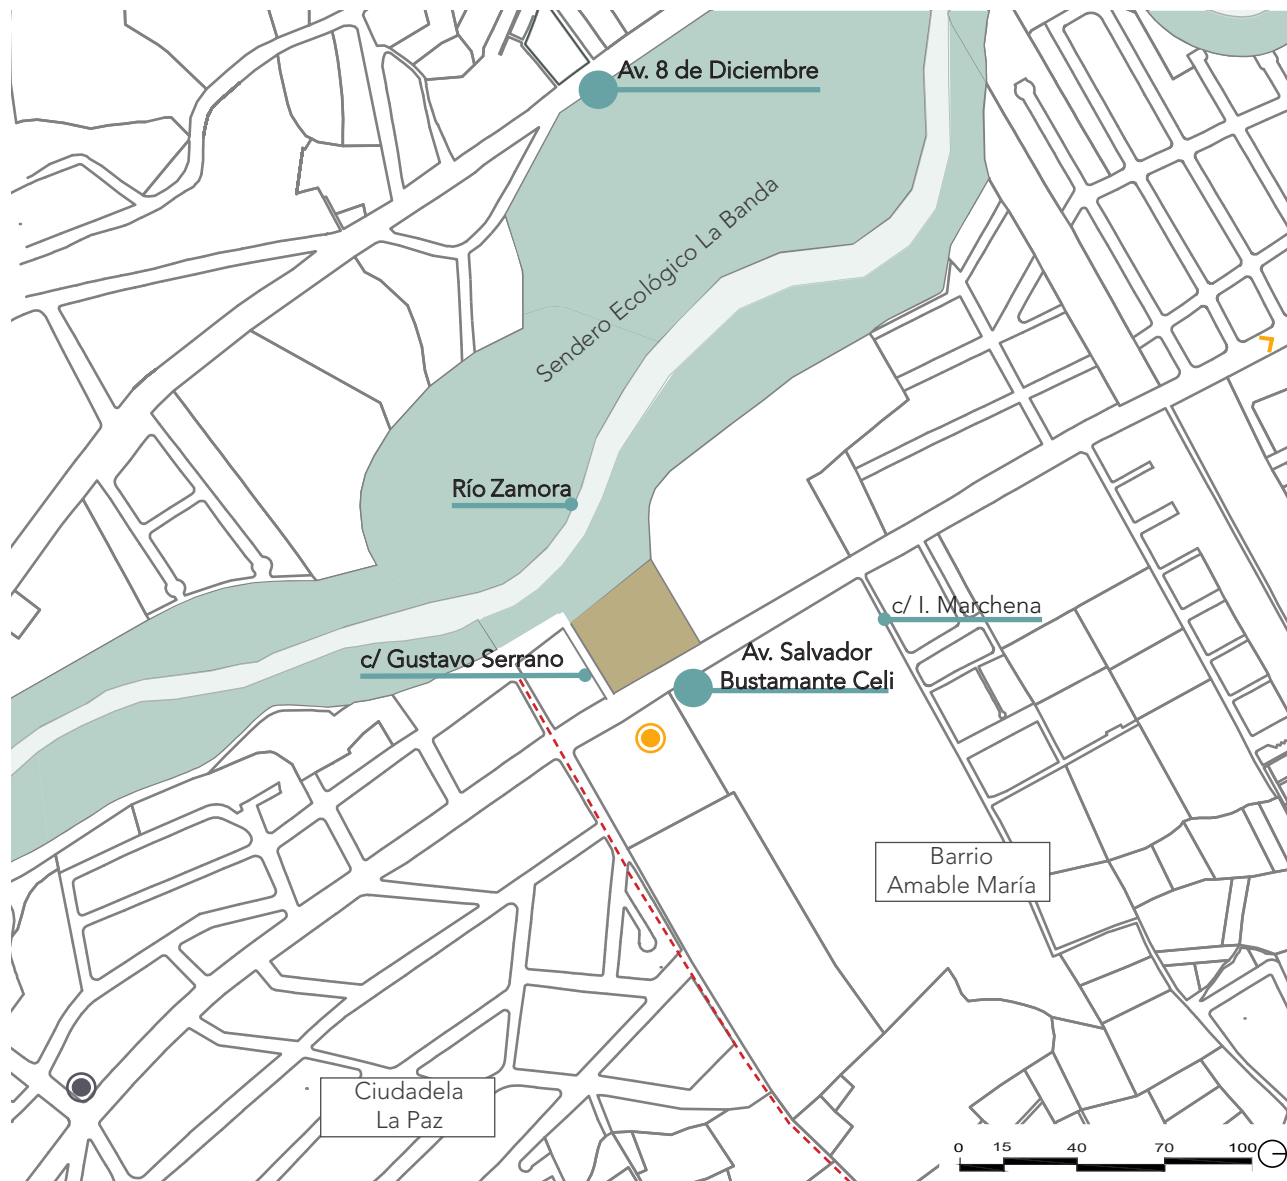 Av. 8 de Diciembre
Sendero Ecológico La Banda
Río Zamora
c/ I. Marchena
c/ Gustavo Serrano
Av. Salvador
Bustamante Celi
Barrio
Amable María
Ciudadela
La Paz
0 15 40 70 100